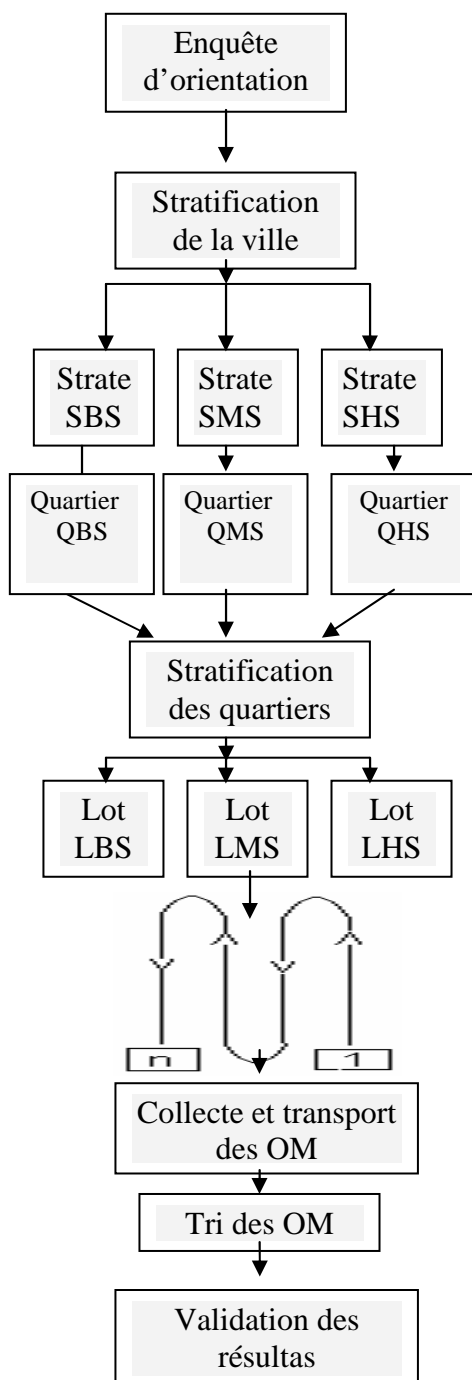 Enquête
d’orientation
Stratification
de la ville
Strate
SBS
Strate
SMS
Strate
SHS
Quartier
QBS
Quartier
QMS
Quartier
QHS
Stratification
des quartiers
Lot
LBS
Lot
LMS
Lot
LHS
n
1
Collecte et transport
des OM
Tri des OM
Validation des
résultas